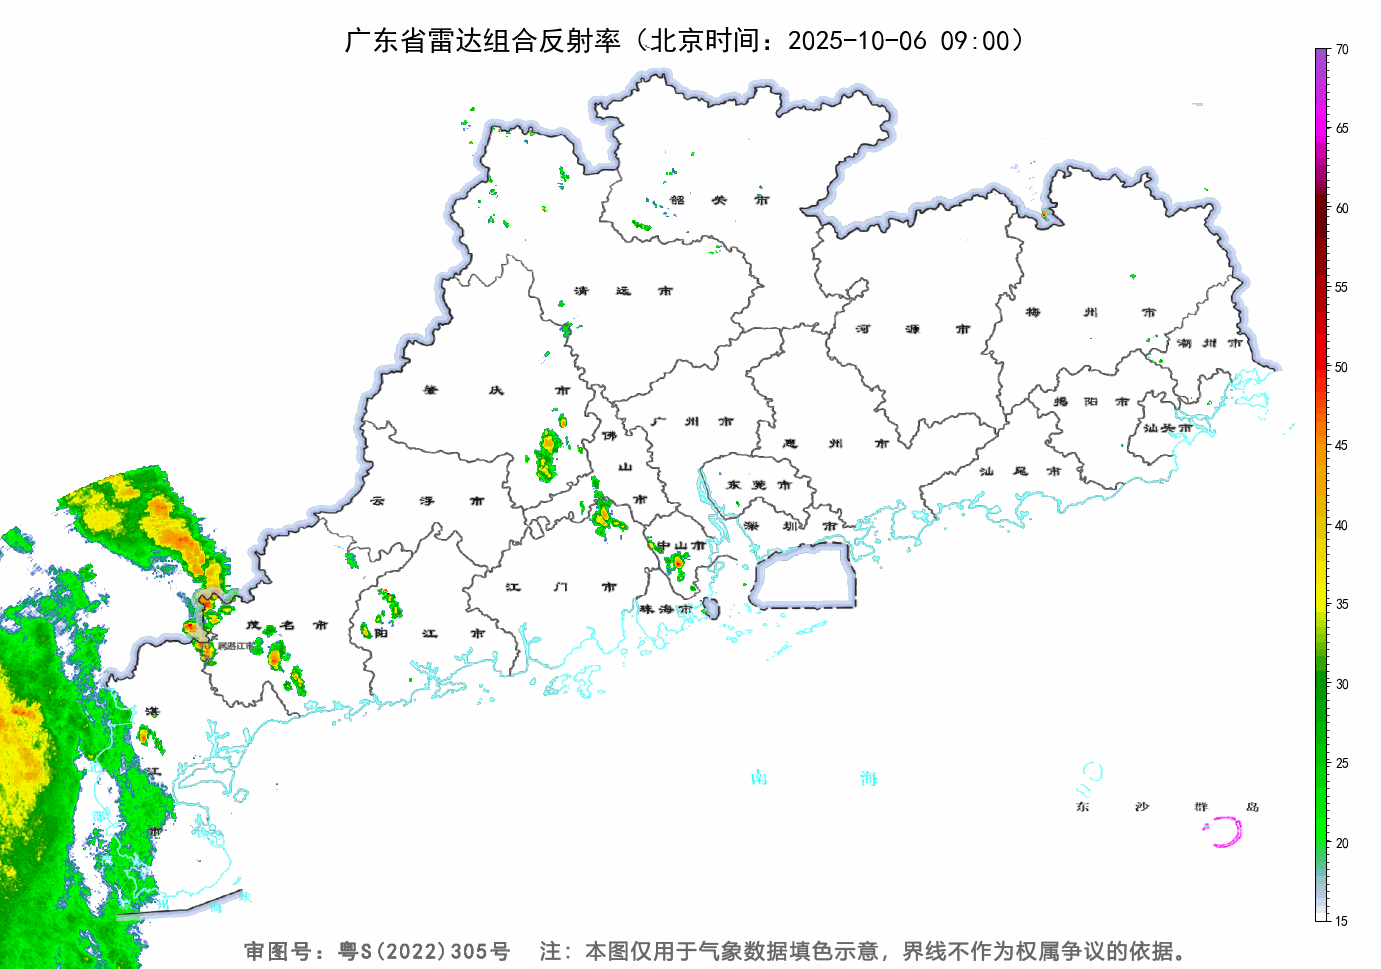 广东省雷达组合反射率（北京时间：2025-10-06 09:00）
70
65
60
55
50
45
40
35
30
25
20
15
韶关市
清远市
河源市
梅州市
潮州市
肇庆市
揭阳市
广州市
佛山市
惠州市
汕头市
汕尾市
东莞市
云浮市
深圳市
中山市
江门市
珠海市
茂名市
阳江市
属湛江市
湛江市
南海
东沙群岛
州海峡
审图号：粤S(2022)305号 注：本图仅用于气象数据填色示意，界线不作为权属争议的依据。